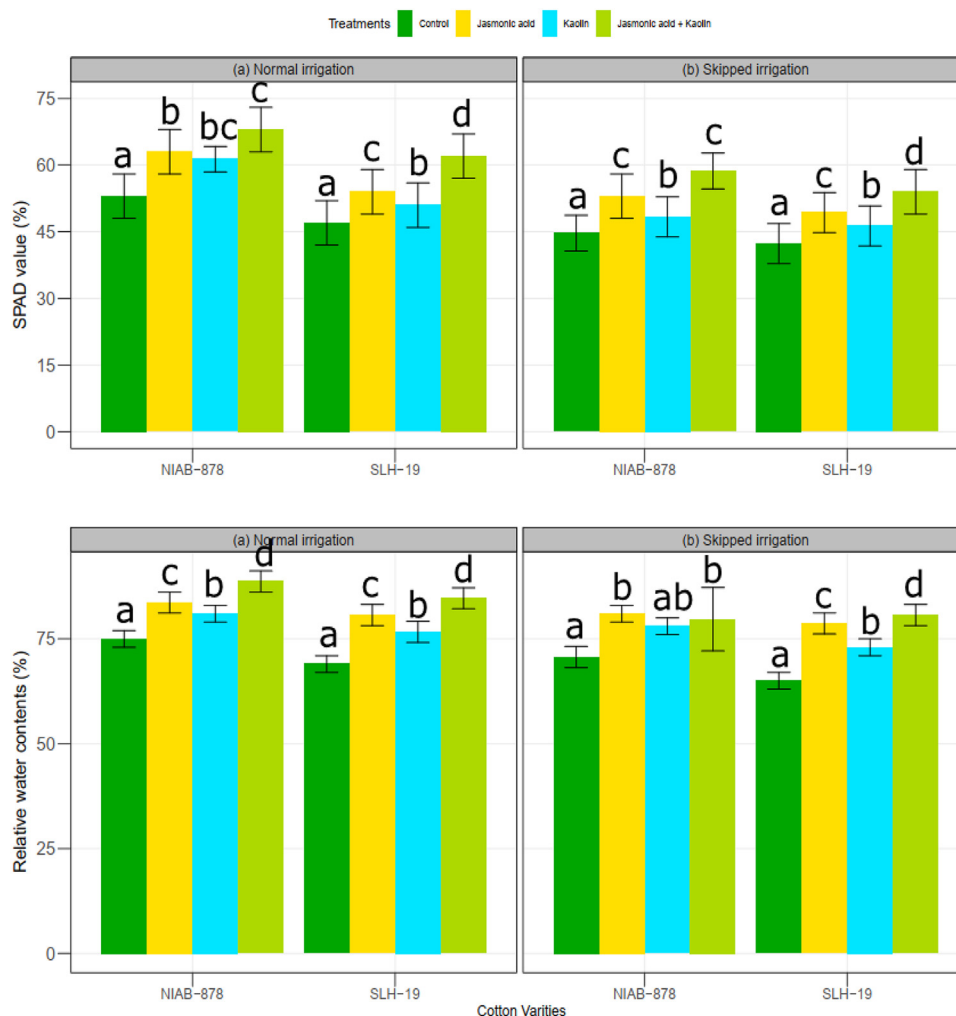 Treatments Control Jasmonic acid Kaolin Jasmonic acid + Kaolin
(a) Normal irrigation (b) Skipped irrigation
SPAD value (%)
75
60
45
30
15
0
a b bc c a c b d
a c b c a c b d
NIAB-878 SLH-19 NIAB-878 SLH-19
(a) Normal irrigation (b) Skipped irrigation
Relative water contents (%)
75
50
25
0
a c b d a c b d
a b ab b a c b d
NIAB-878 SLH-19 NIAB-878 SLH-19
Cotton Varities